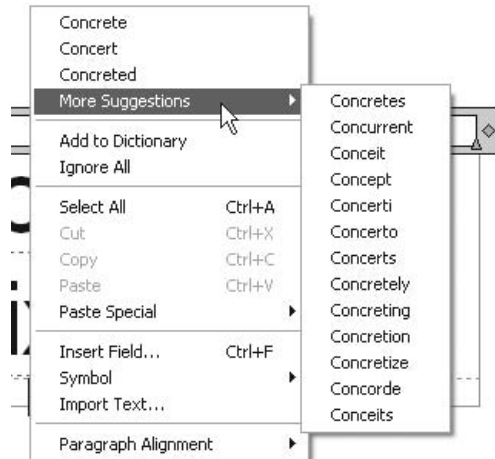 Concrete
Concert
Concreted
More Suggestions
Add to Dictionary
Ignore All
Select All Ctrl+A
Cut Ctrl+X
Copy Ctrl+C
Paste Ctrl+V
Paste Special
Insert Field... Ctrl+F
Symbol
Import Text...
Paragraph Alignment
Concretes
Concurrent
Conceit
Concept
Concerti
Concerto
Concerts
Concretely
Concreting
Concretion
Concretize
Concorde
Conceits